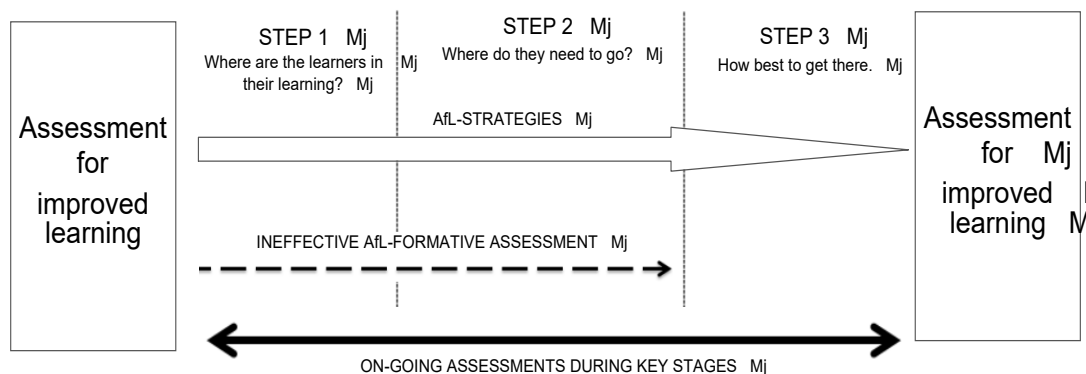 Assessment
for
improved
learning
STEP 1 Mj
Where are the learners in Mj
their learning? Mj
STEP 2 Mj
Where do they need to go? Mj
STEP 3 Mj
How best to get there. Mj
AfL-STRATEGIES Mj
INEFFECTIVE AfL-FORMATIVE ASSESSMENT Mj
ON-GOING ASSESSMENTS DURING KEY STAGES Mj
Assessment
for Mj
improved
learning M